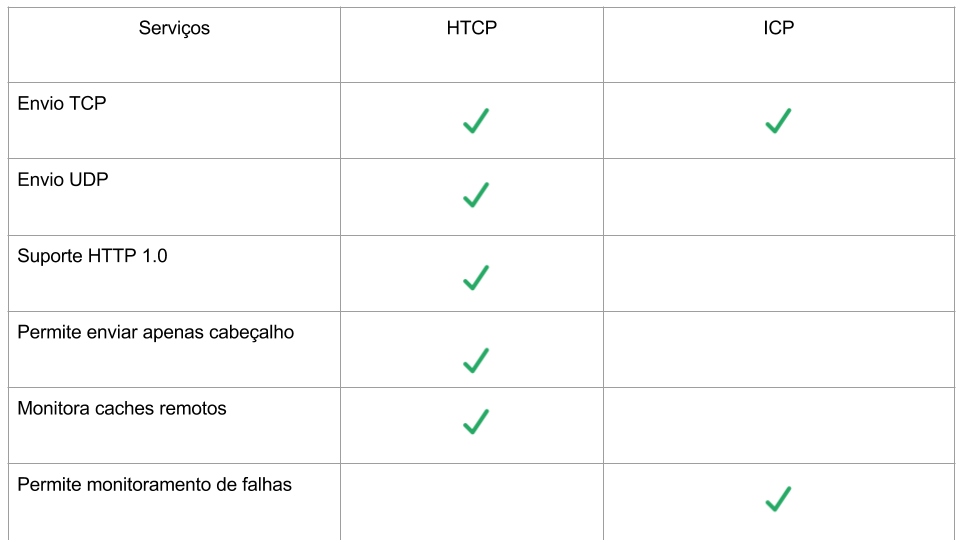 Serviços HTCP ICP
Envio TCP
Envio UDP
Suporte HTTP 1.0
Permite enviar apenas cabeçalho
Monitora caches remotos
Permite monitoramento de falhas